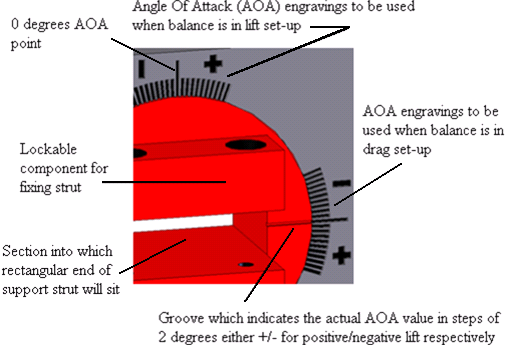 Angle Of Attack (AOA) engravings to be used
when balance is in lift set-up
0 degrees AOA
point
- +
AOA engravings to be
used when balance is in
drag set-up
-
+
Lockable
component for
fixing strut
Section into which
rectangular end of
support strut will sit
Groove which indicates the actual AOA value in steps of
2 degrees either +/- for positive/negative lift respectively